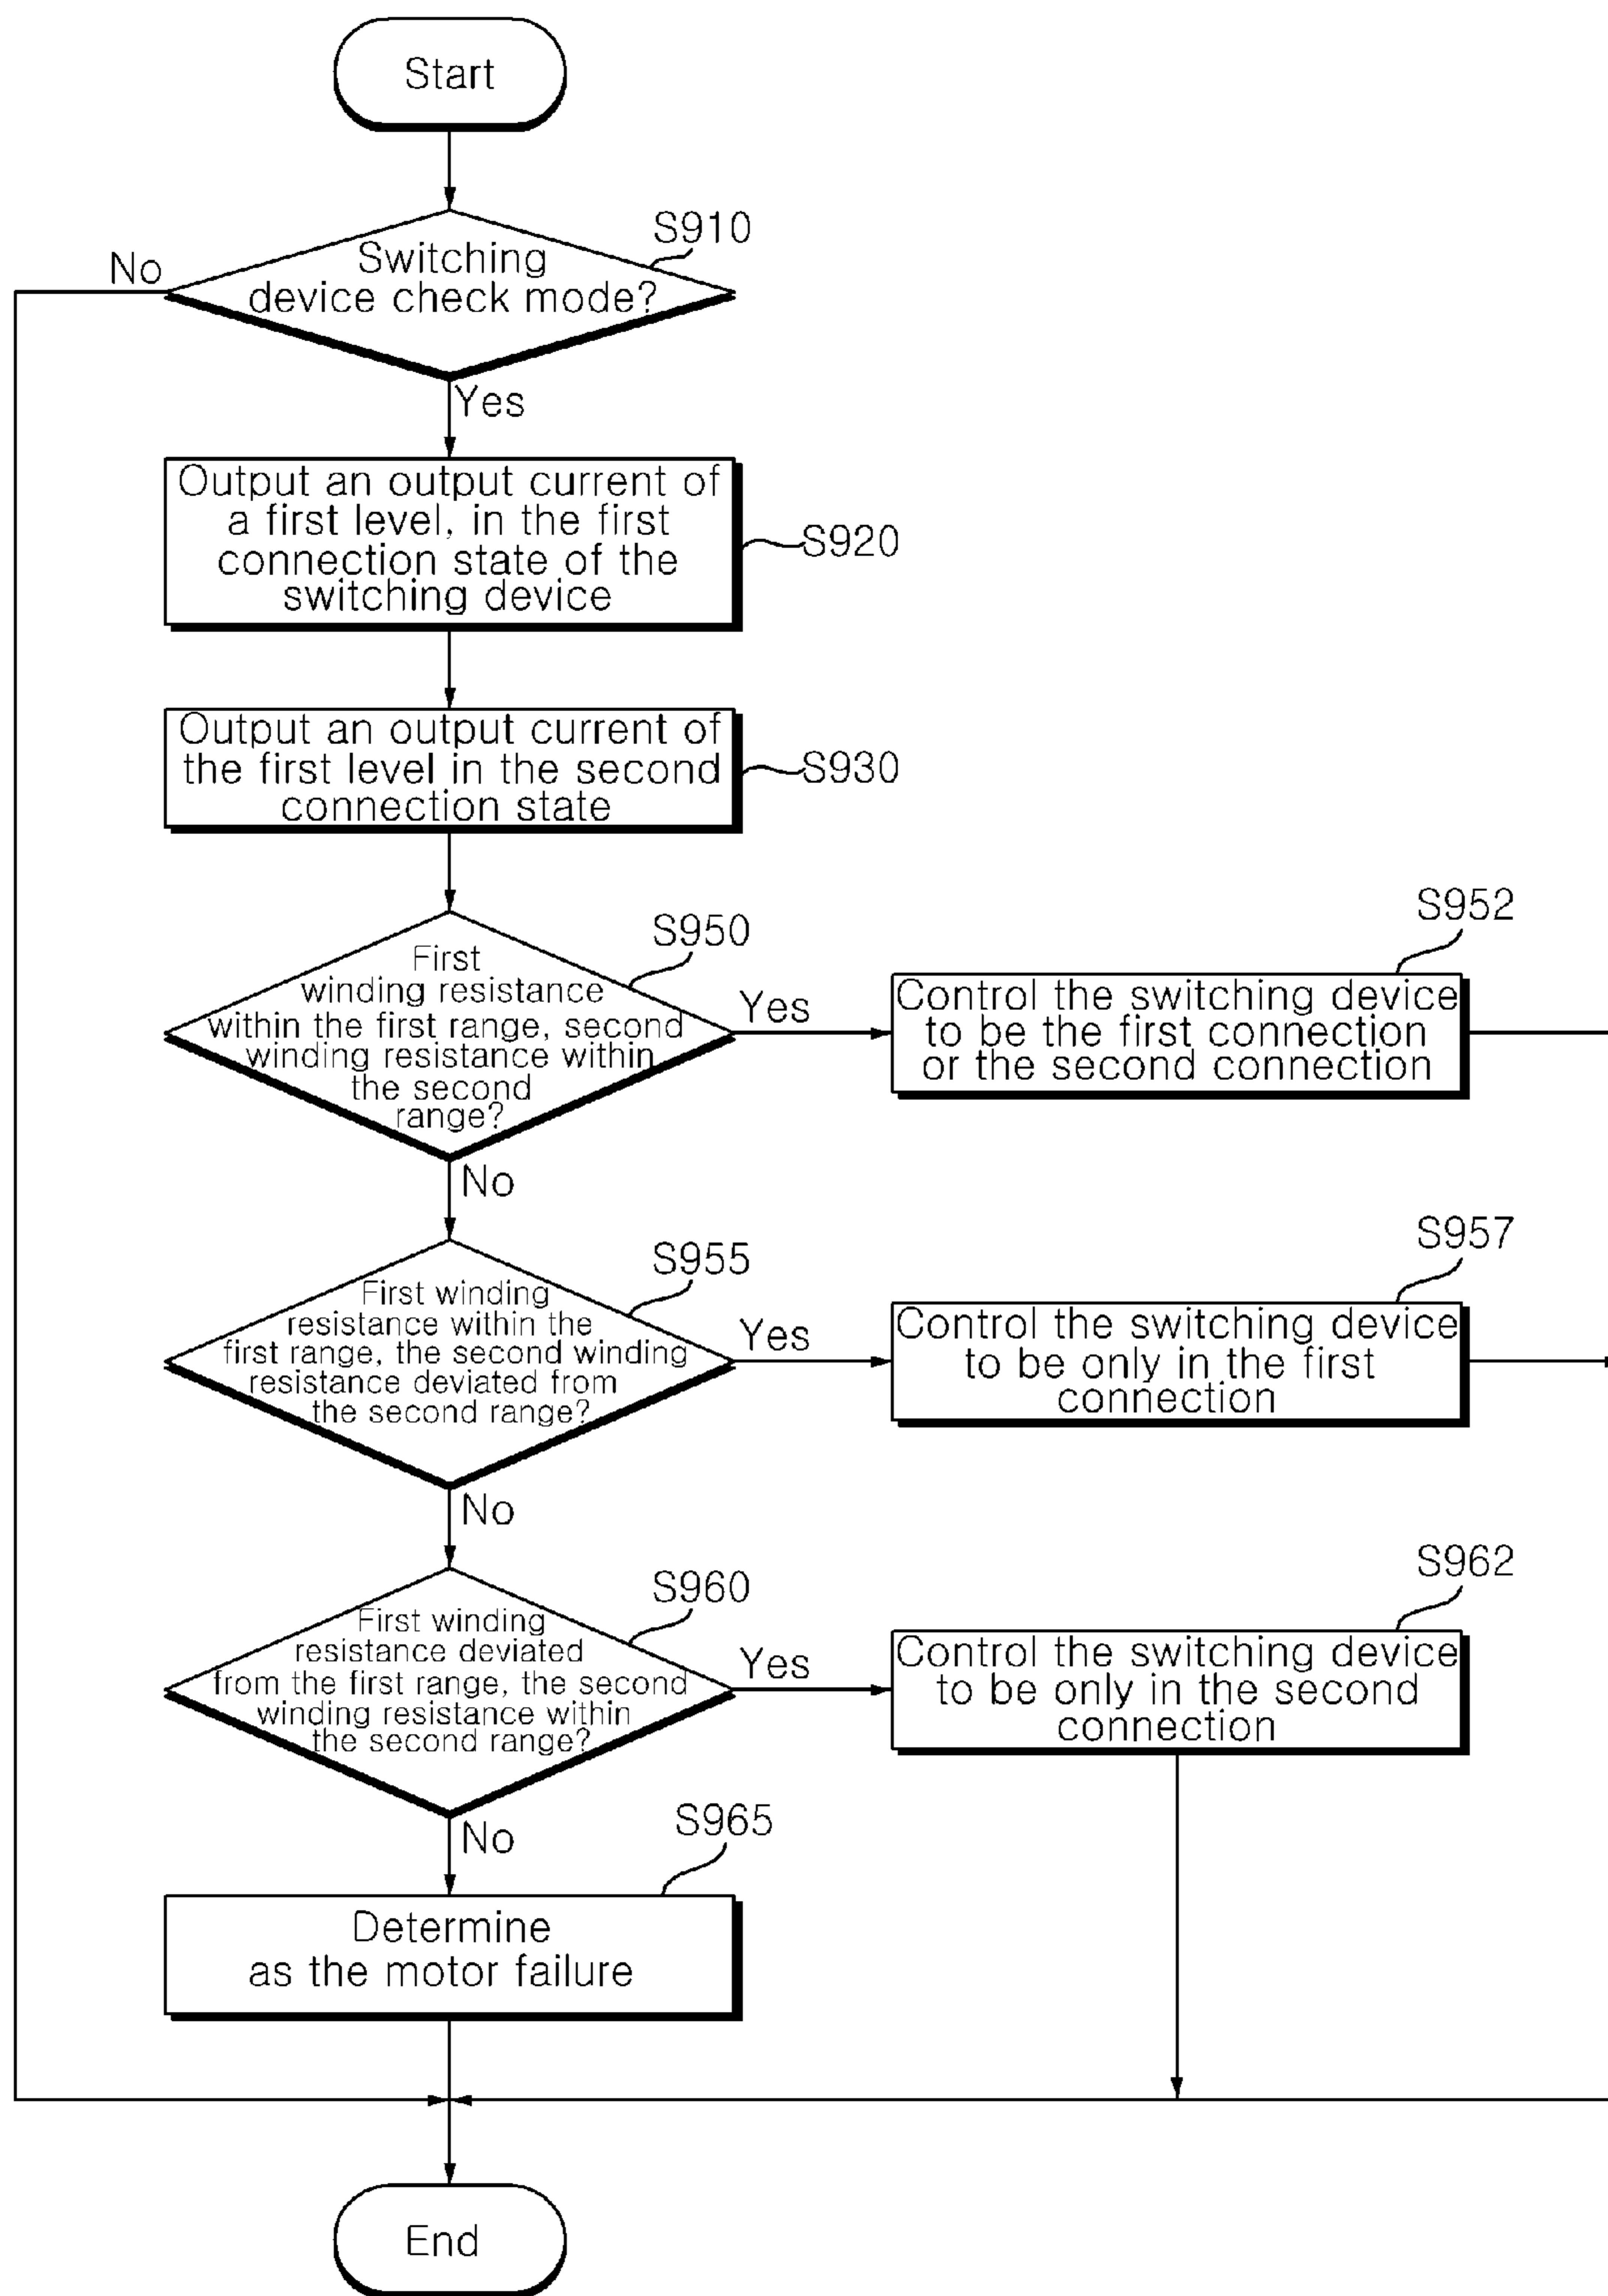 Start
S910
No
Switching
device check mode?
Yes
Output an output current of
a first level, in the first
connection state of the
switching device
S920
Output an output current of
the first level in the second
connection state
S930
S950
First
winding resistance
within the first range, second
winding resistance within
the second
range?
Yes
S952
Control the switching device
to be the first connection
or the second connection
No
S955
First winding
resistance within the
first range, the second winding
resistance deviated from
the second range?
Yes
S957
Control the switching device
to be only in the first
connection
No
S960
First winding
resistance deviated
from the first range, the second
winding resistance within
the second range?
Yes
S962
Control the switching device
to be only in the second
connection
No
S965
Determine
as the motor failure
End